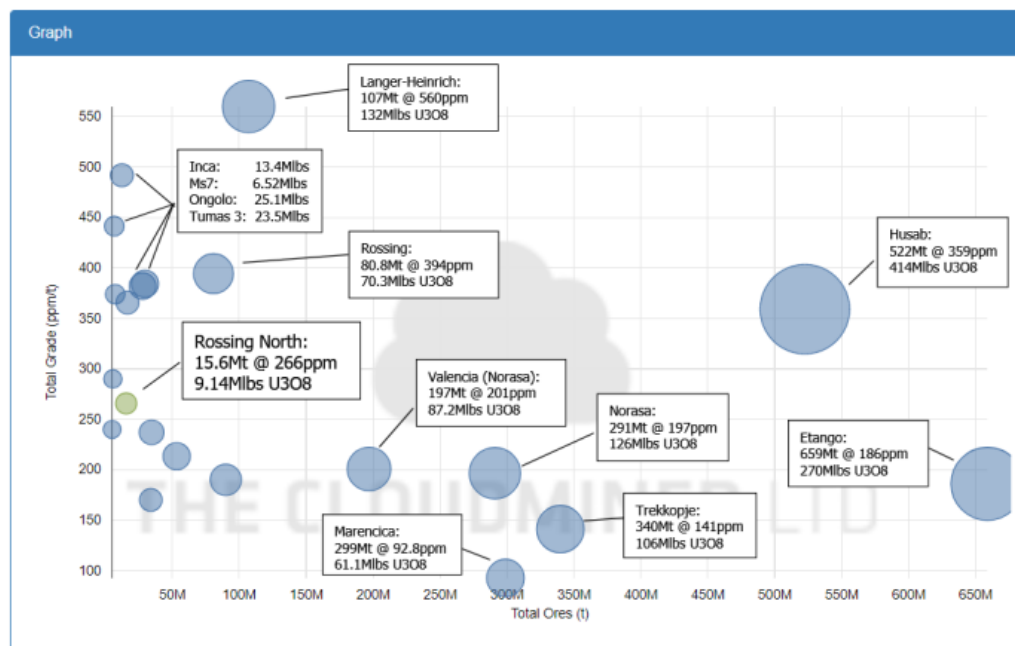 Graph
Total Grade (ppm/t)
550
500
450
400
350
300
250
200
150
100
Langer-Heinrich:
107Mt @ 560ppm
132Mlbs U3O8
Inca: 13.4Mlbs
Ms7: 6.52Mlbs
Ongolo: 25.1Mlbs
Tumas 3: 23.5Mlbs
Rossing:
80.8Mt @ 394ppm
70.3Mlbs U3O8
Husab:
522Mt @ 359ppm
414Mlbs U3O8
Rossing North:
15.6Mt @ 266ppm
9.14Mlbs U3O8
Valencia (Norasa):
197Mt @ 201ppm
87.2Mlbs U3O8
Norasa:
291Mt @ 197ppm
126Mlbs U3O8
Etango:
659Mt @ 186ppm
270Mlbs U3O8
Trekkopje:
340Mt @ 141ppm
106Mlbs U3O8
Marencica:
299Mt @ 92.8ppm
61.1Mlbs U3O8
THE CLOUDMINER LTD
50M 100M 150M 200M 250M 300M 350M 400M 450M 500M 550M 600M 650M
Total Ores (t)